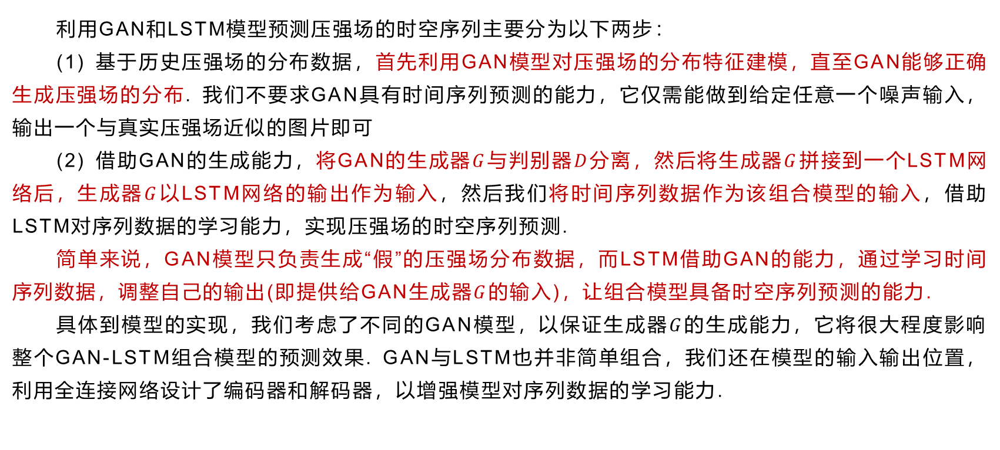 利用GAN和LSTM模型预测压强场的时空序列主要分为以下两步：
(1) 基于历史压强场的分布数据，首先利用GAN模型对压强场的分布特征建模，直至GAN能够正确
生成压强场的分布. 我们不要求GAN具有时间序列预测的能力，它仅需能做到给定任意一个噪声输入，
输出一个与真实压强场近似的图片即可
(2) 借助GAN的生成能力，将GAN的生成器G与判别器D分离，然后将生成器G拼接到一个LSTM网
络后，生成器G以LSTM网络的输出作为输入，然后我们将时间序列数据作为该组合模型的输入，借助
LSTM对序列数据的学习能力，实现压强场的时空序列预测.
简单来说，GAN模型只负责生成“假”的压强场分布数据，而LSTM借助GAN的能力，通过学习时间
序列数据，调整自己的输出(即提供给GAN生成器G的输入)，让组合模型具备时空序列预测的能力.
具体到模型的实现，我们考虑了不同的GAN模型，以保证生成器G的生成能力，它将很大程度影响
整个GAN-LSTM组合模型的预测效果. GAN与LSTM也并非简单组合，我们还在模型的输入输出位置，
利用全连接网络设计了编码器和解码器，以增强模型对序列数据的学习能力.